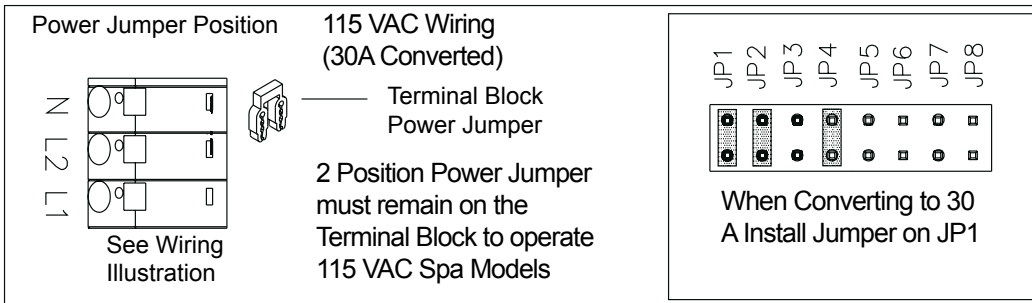 Power Jumper Position
115 VAC Wiring
(30A Converted)
N
L2
L1
Terminal Block
Power Jumper
2 Position Power Jumper
must remain on the
Terminal Block to operate
115 VAC Spa Models
See Wiring
Illustration
JP1 JP2 JP3 JP4 JP5 JP6 JP7 JP8
When Converting to 30
A Install Jumper on JP1